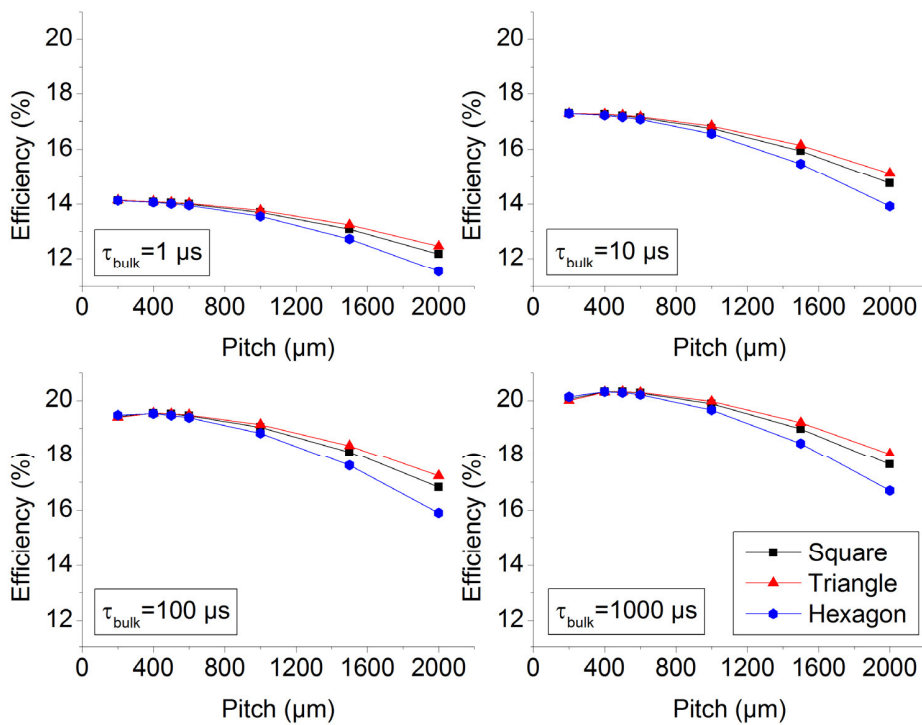 20
18
16
14
12
Efficiency (%)
τbulk=1 µs
0 400 800 1200 1600 2000
Pitch (µm)
20
18
16
14
12
Efficiency (%)
τbulk=10 µs
0 400 800 1200 1600 2000
Pitch (µm)
20
18
16
14
12
Efficiency (%)
τbulk=100 µs
0 400 800 1200 1600 2000
Pitch (µm)
20
18
16
14
12
Efficiency (%)
τbulk=1000 µs
Square
Triangle
Hexagon
0 400 800 1200 1600 2000
Pitch (µm)